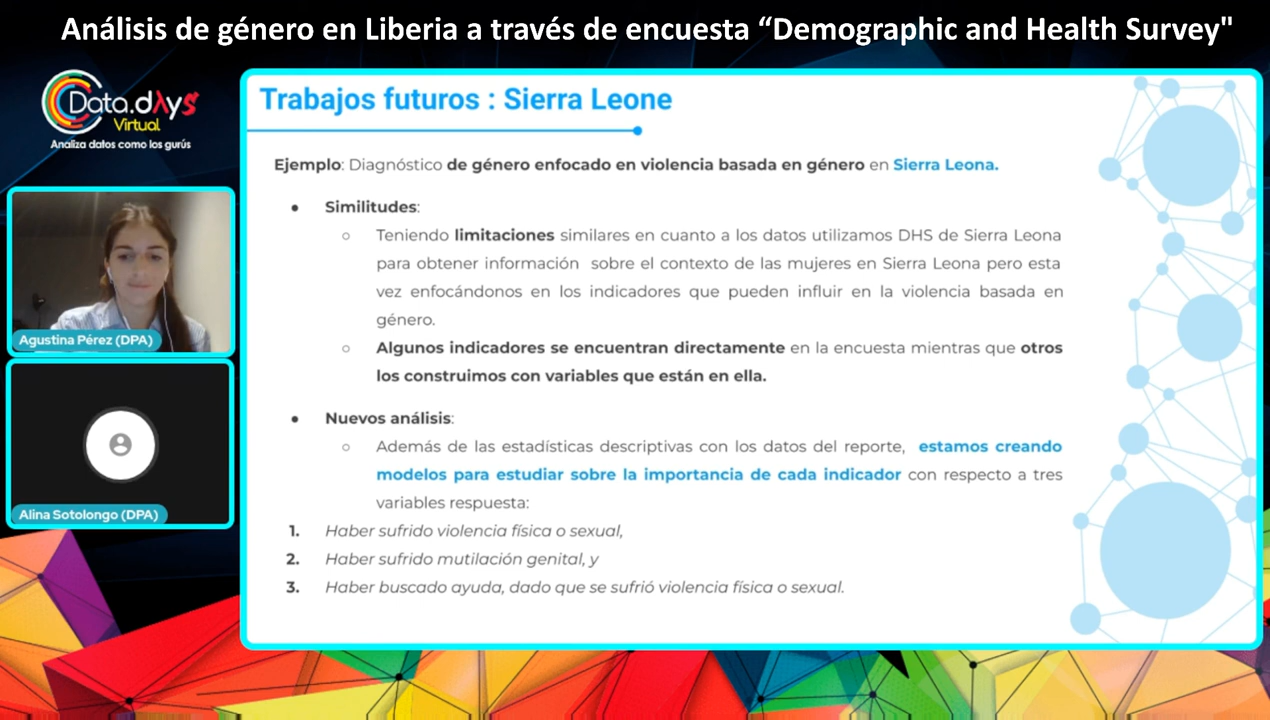 Análisis de género en Liberia a través de encuesta “Demographic and Health Survey"
Data.dAys
Virtual
Analiza datos como los gurús
Trabajos futuros : Sierra Leone
Ejemplo: Diagnóstico de género enfocado en violencia basada en género en Sierra Leona.
• Similitudes:
○ Teniendo limitaciones similares en cuanto a los datos utilizamos DHS de Sierra Leona
para obtener información sobre el contexto de las mujeres en Sierra Leona pero esta
vez enfocándonos en los indicadores que pueden influir en la violencia basada en
género.
○ Algunos indicadores se encuentran directamente en la encuesta mientras que otros
los construimos con variables que están en ella.
• Nuevos análisis:
○ Además de las estadísticas descriptivas con los datos del reporte, estamos creando
modelos para estudiar sobre la importancia de cada indicador con respecto a tres
variables respuesta:
1. Haber sufrido violencia física o sexual,
2. Haber sufrido mutilación genital, y
3. Haber buscado ayuda, dado que se sufrió violencia física o sexual.
Agustina Pérez (DPA)
Alina Sotolongo (DPA)